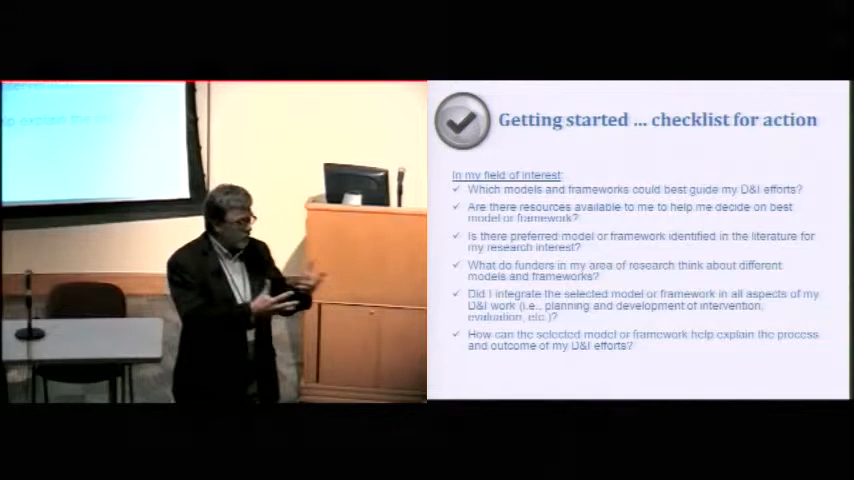 Getting started ... checklist for action
In my field of interest:
Which models and frameworks could best guide my D&I efforts?
Are there resources available to me to help me decide on best
model or framework?
Is there preferred model or framework identified in the literature for
my research interest?
What do funders in my area of research think about different
models and frameworks?
Did I integrate the selected model or framework in all aspects of my
D&I work (i.e., planning and development of intervention,
evaluation, etc.)?
How can the selected model or framework help explain the process
and outcome of my D&I efforts?